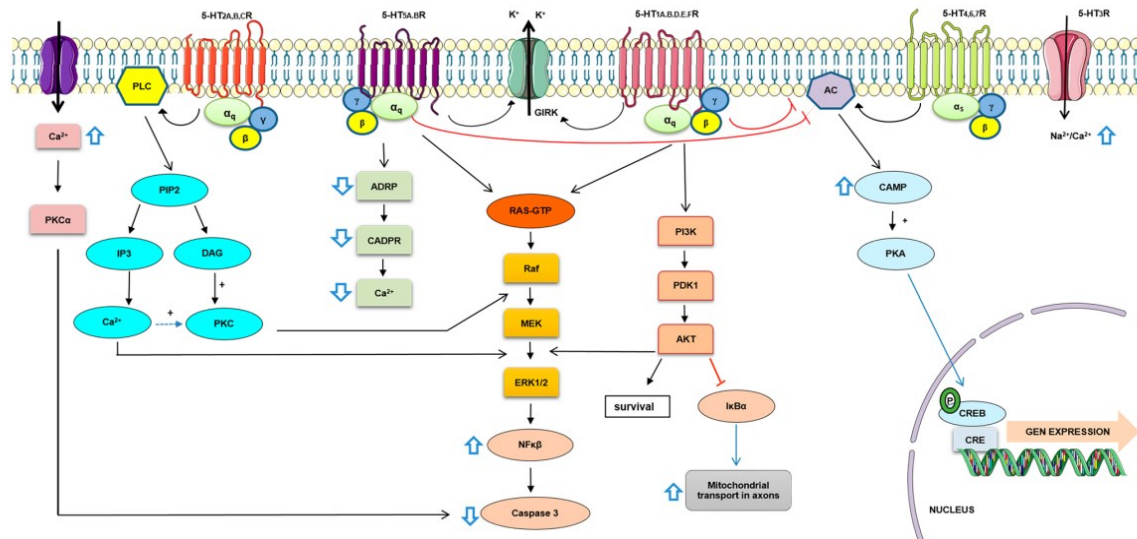 5-HT2A,B,CR
5-HT5A.BR
K⁺ K⁺
5-HT1A,B,D,E,FR
5-HT4,6,7R
5-HT3R
PLC
αq
γ
β
γ
β
αq
GIRK
αq
γ
β
AC
αs
γ
β
Ca²⁺
Na⁺/Ca²⁺
PIP2
ADRP
CAMP
PKCα
RAS-GTP
+
PI3K
IP3
DAG
CADPR
PKA
Raf
+
PDK1
Ca²⁺
Ca²⁺
+
PKC
MEK
AKT
ERK1/2
survival
IκBα
P
CREB
CRE
GEN EXPRESSION
NFκβ
Mitochondrial
transport in axons
Caspase 3
NUCLEUS